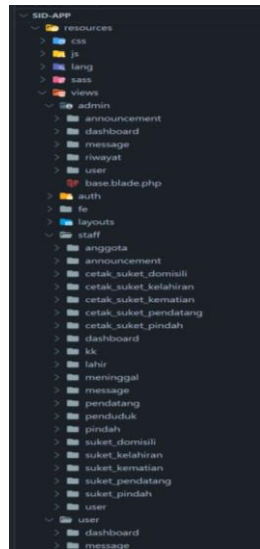 SID-APP
resources
css
js
lang
sass
views
admin
announcement
dashboard
message
riwayat
user
base.blade.php
auth
fe
layouts
staff
anggota
announcement
cetak_suket_domisili
cetak_suket_kelahiran
cetak_suket_kematian
cetak_suket_pendatang
cetak_suket_pindah
dashboard
kk
lahir
meninggal
message
pendatang
penduduk
pindah
suket_domisili
suket_kelahiran
suket_kematian
suket_pendatang
suket_pindah
user
user
dashboard
message